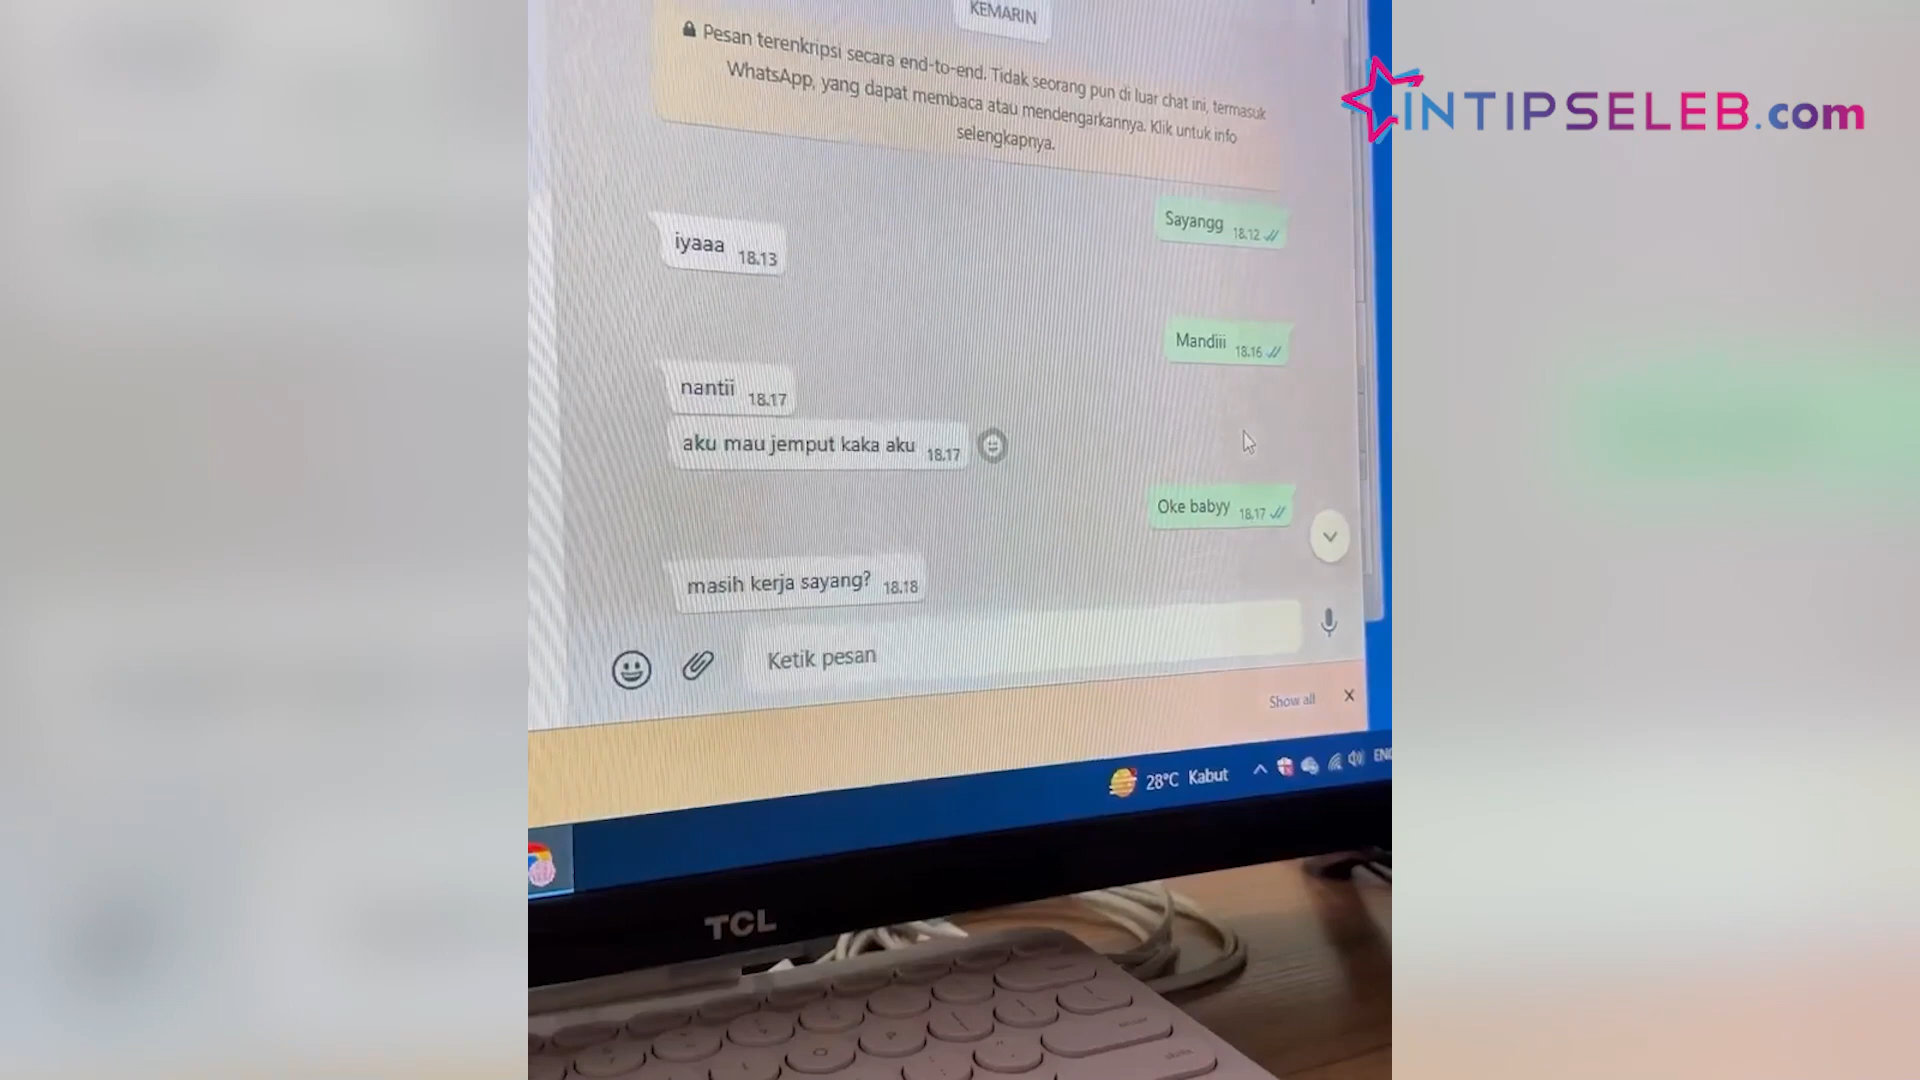 KEMARIN
Pesan terenkripsi secara end-to-end. Tidak seorang pun di luar chat ini, termasuk
WhatsApp, yang dapat membaca atau mendengarkannya. Klik untuk info
selengkapnya.
INTIPSELEB.com
Sayangg 18.12
iyaaa 18.13
Mandiii 18.16
nantii 18.17
aku mau jemput kaka aku 18.17
Oke babyy 18.17
masih kerja sayang? 18.18
Ketik pesan
Show all
28°C Kabut
ENG
TCL